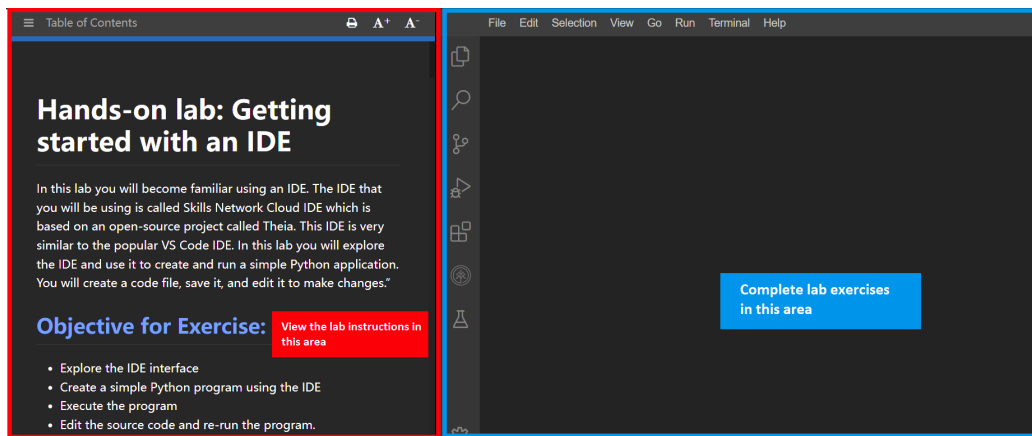 Table of Contents
A+ A-
Hands-on lab: Getting
started with an IDE
In this lab you will become familiar using an IDE. The IDE that
you will be using is called Skills Network Cloud IDE which is
based on an open-source project called Theia. This IDE is very
similar to the popular VS Code IDE. In this lab you will explore
the IDE and use it to create and run a simple Python application.
You will create a code file, save it, and edit it to make changes.”
Objective for Exercise:
View the lab instructions in
this area
• Explore the IDE interface
• Create a simple Python program using the IDE
• Execute the program
• Edit the source code and re-run the program.
File Edit Selection View Go Run Terminal Help
Complete lab exercises
in this area